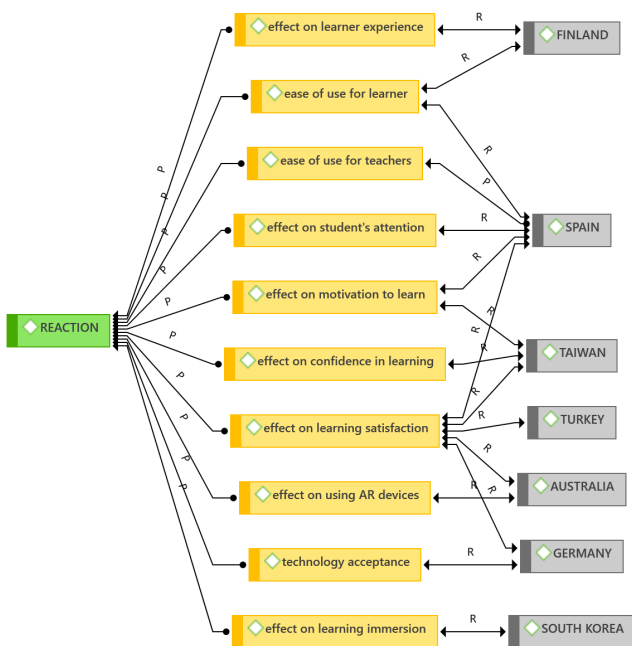 effect on learner experience
R
FINLAND
R
ease of use for learner
R
P
ease of use for teachers
P
P
effect on student's attention
R
SPAIN
P
R
P
effect on motivation to learn
P
R
REACTION
R
R
TAIWAN
P
effect on confidence in learning
P
R
effect on learning satisfaction
R
TURKEY
P
R
P
effect on using AR devices
R
R
AUSTRALIA
P
technology acceptance
R
GERMANY
effect on learning immersion
R
SOUTH KOREA